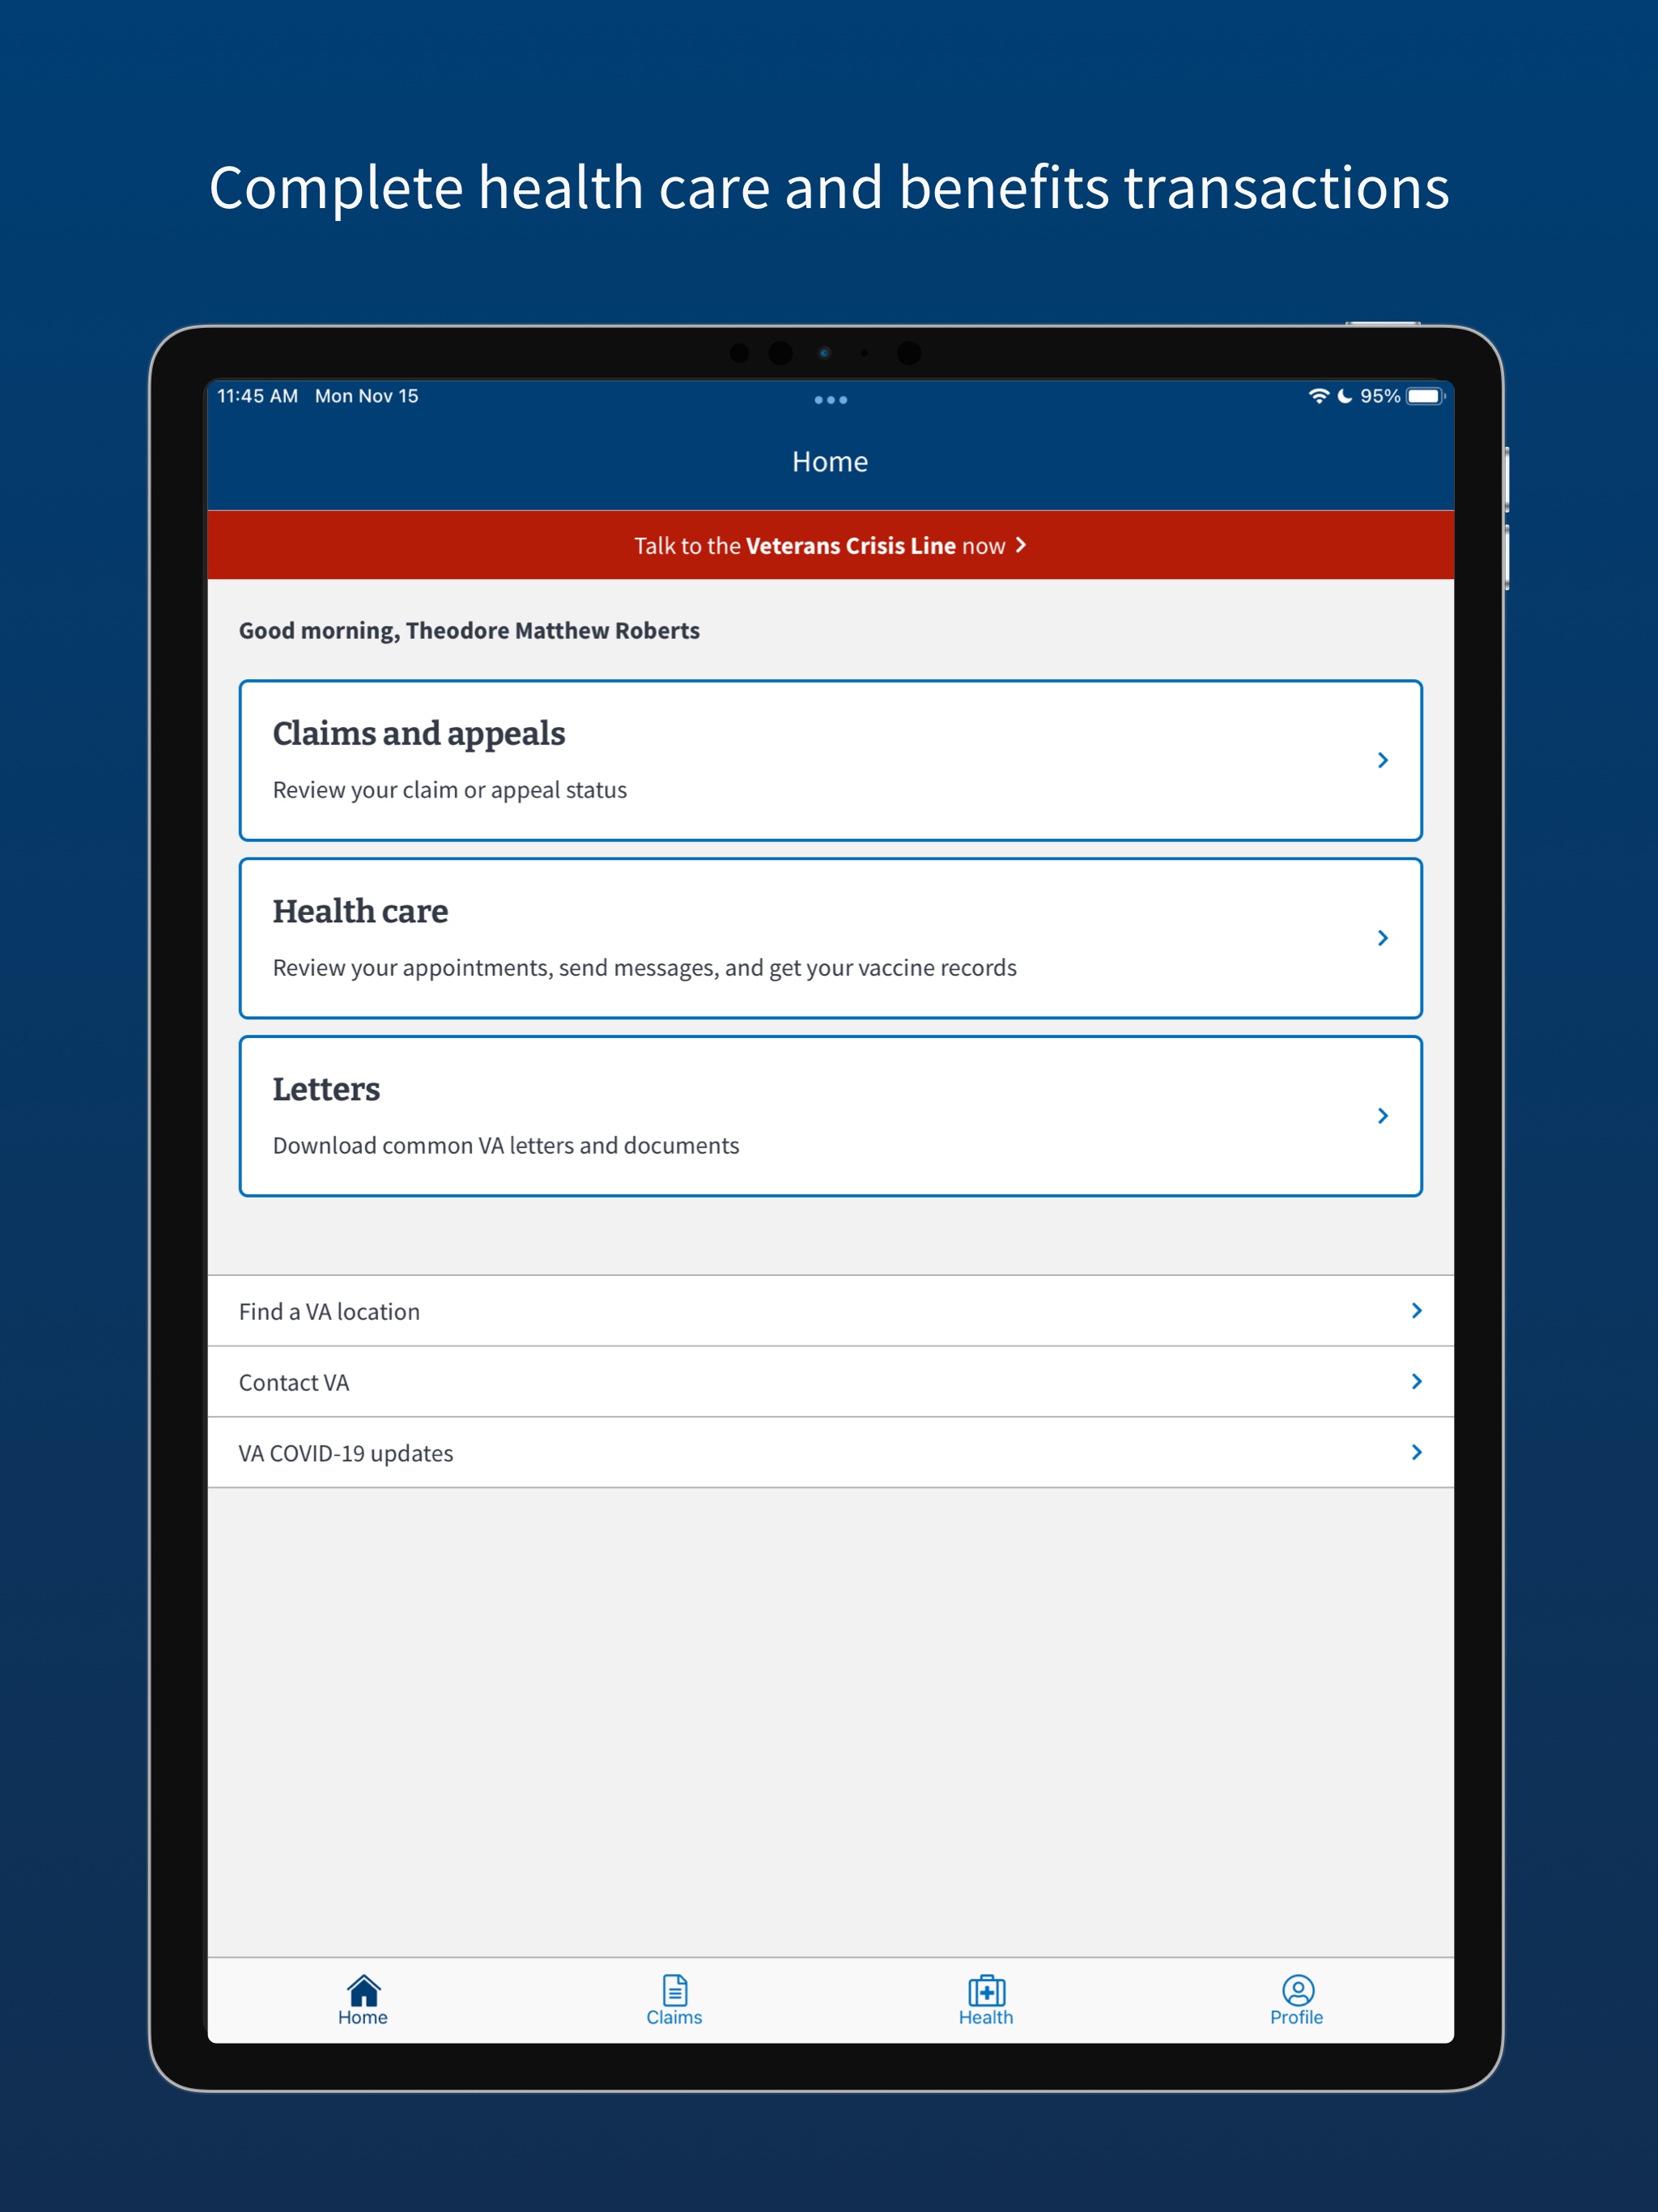 Complete health care and benefits transactions
11:45 AM Mon Nov 15
95%
Home
Talk to the Veterans Crisis Line now
Good morning, Theodore Matthew Roberts
Claims and appeals
Review your claim or appeal status
Health care
Review your appointments, send messages, and get your vaccine records
Letters
Download common VA letters and documents
Find a VA location
Contact VA
VA COVID-19 updates
Home
Claims
Health
Profile